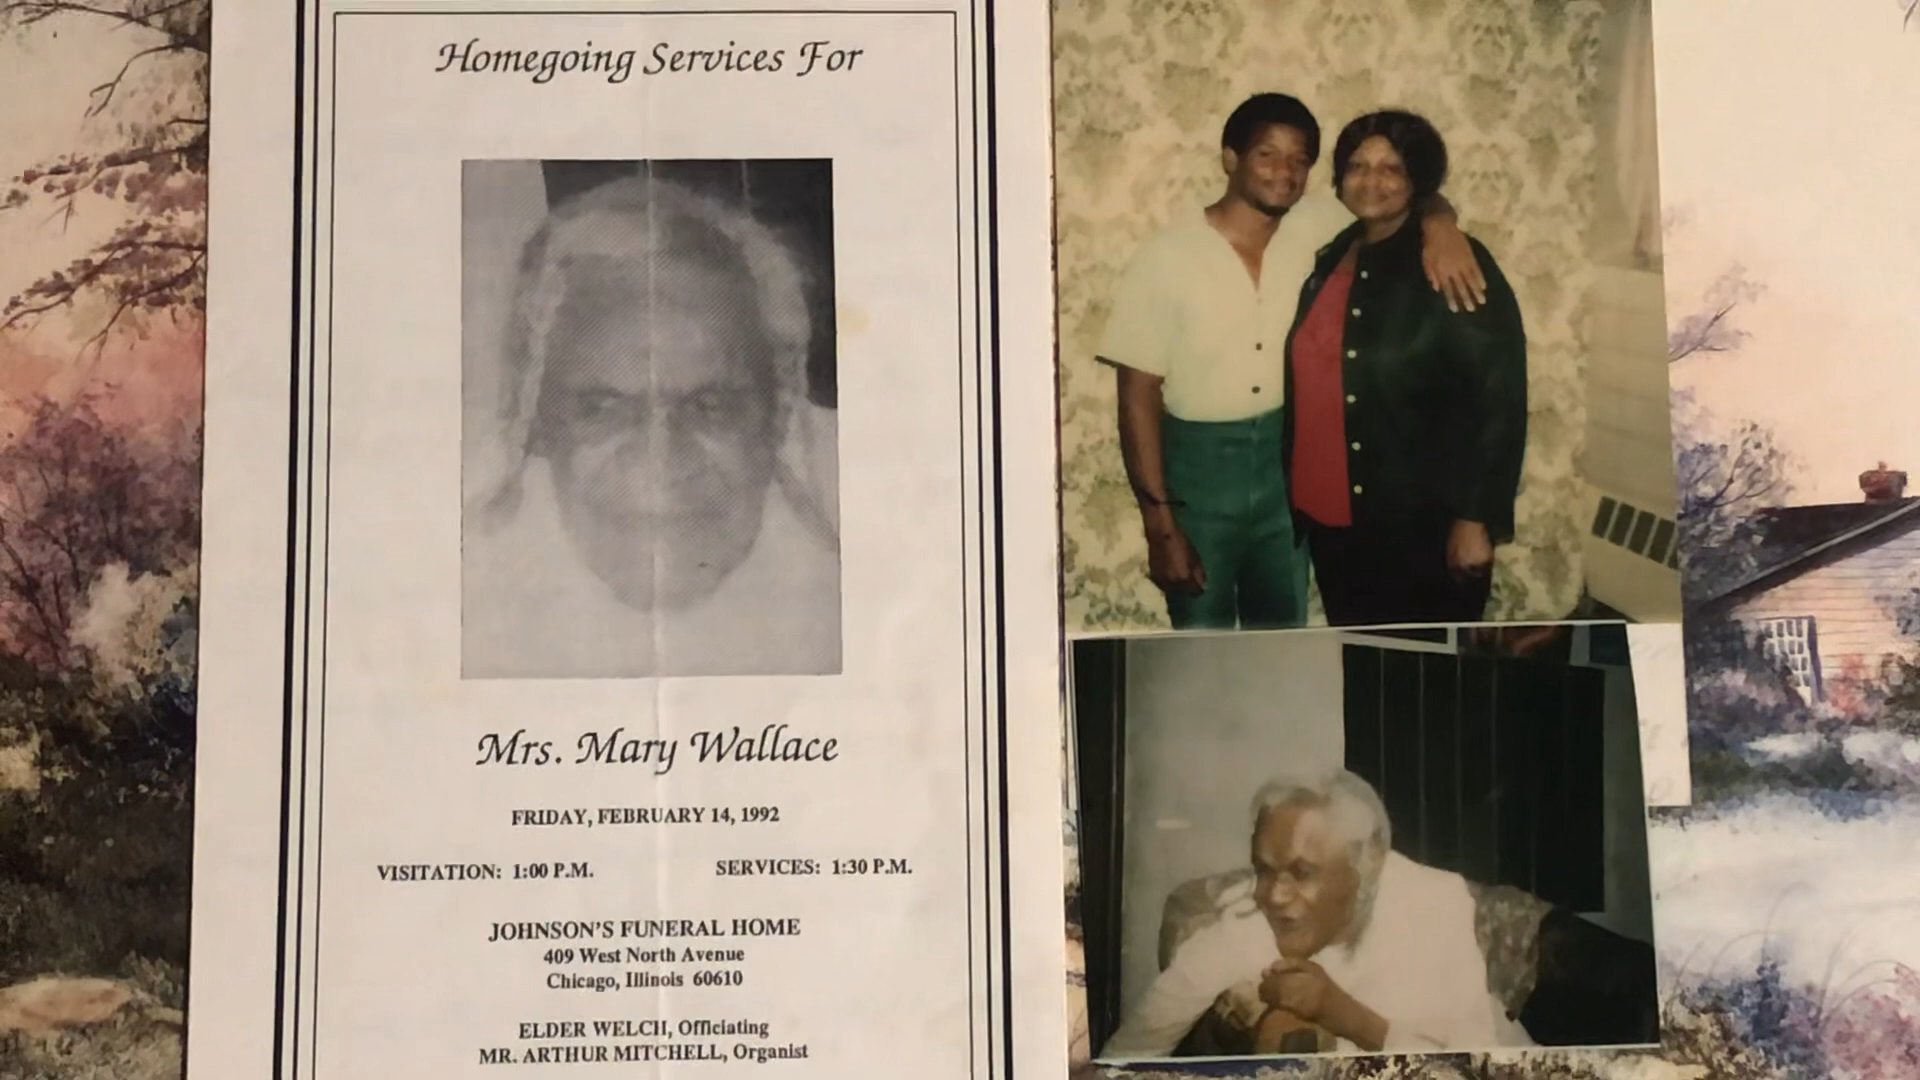 Homegoing Services For
Mrs. Mary Wallace
FRIDAY, FEBRUARY 14, 1992
VISITATION: 1:00 P.M. SERVICES: 1:30 P.M.
JOHNSON'S FUNERAL HOME
409 West North Avenue
Chicago, Illinois 60610
ELDER WELCH, Officiating
MR. ARTHUR MITCHELL, Organist